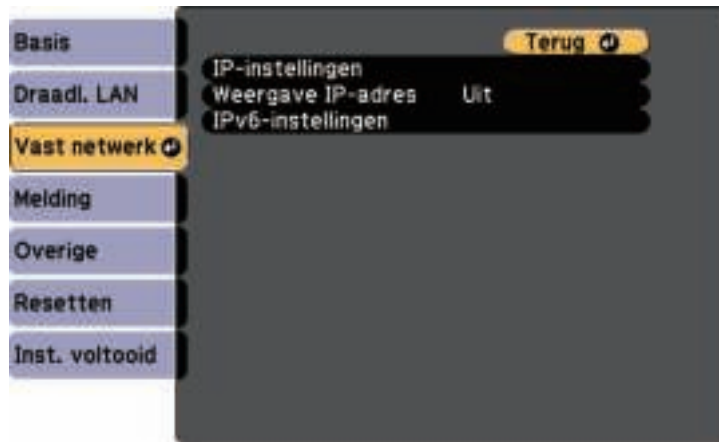 Basis
Draadl. LAN
Vast netwerk
Melding
Overige
Resetten
Inst. voltooid
Terug
IP-instellingen
Weergave IP-adres Uit
IPv6-instellingen